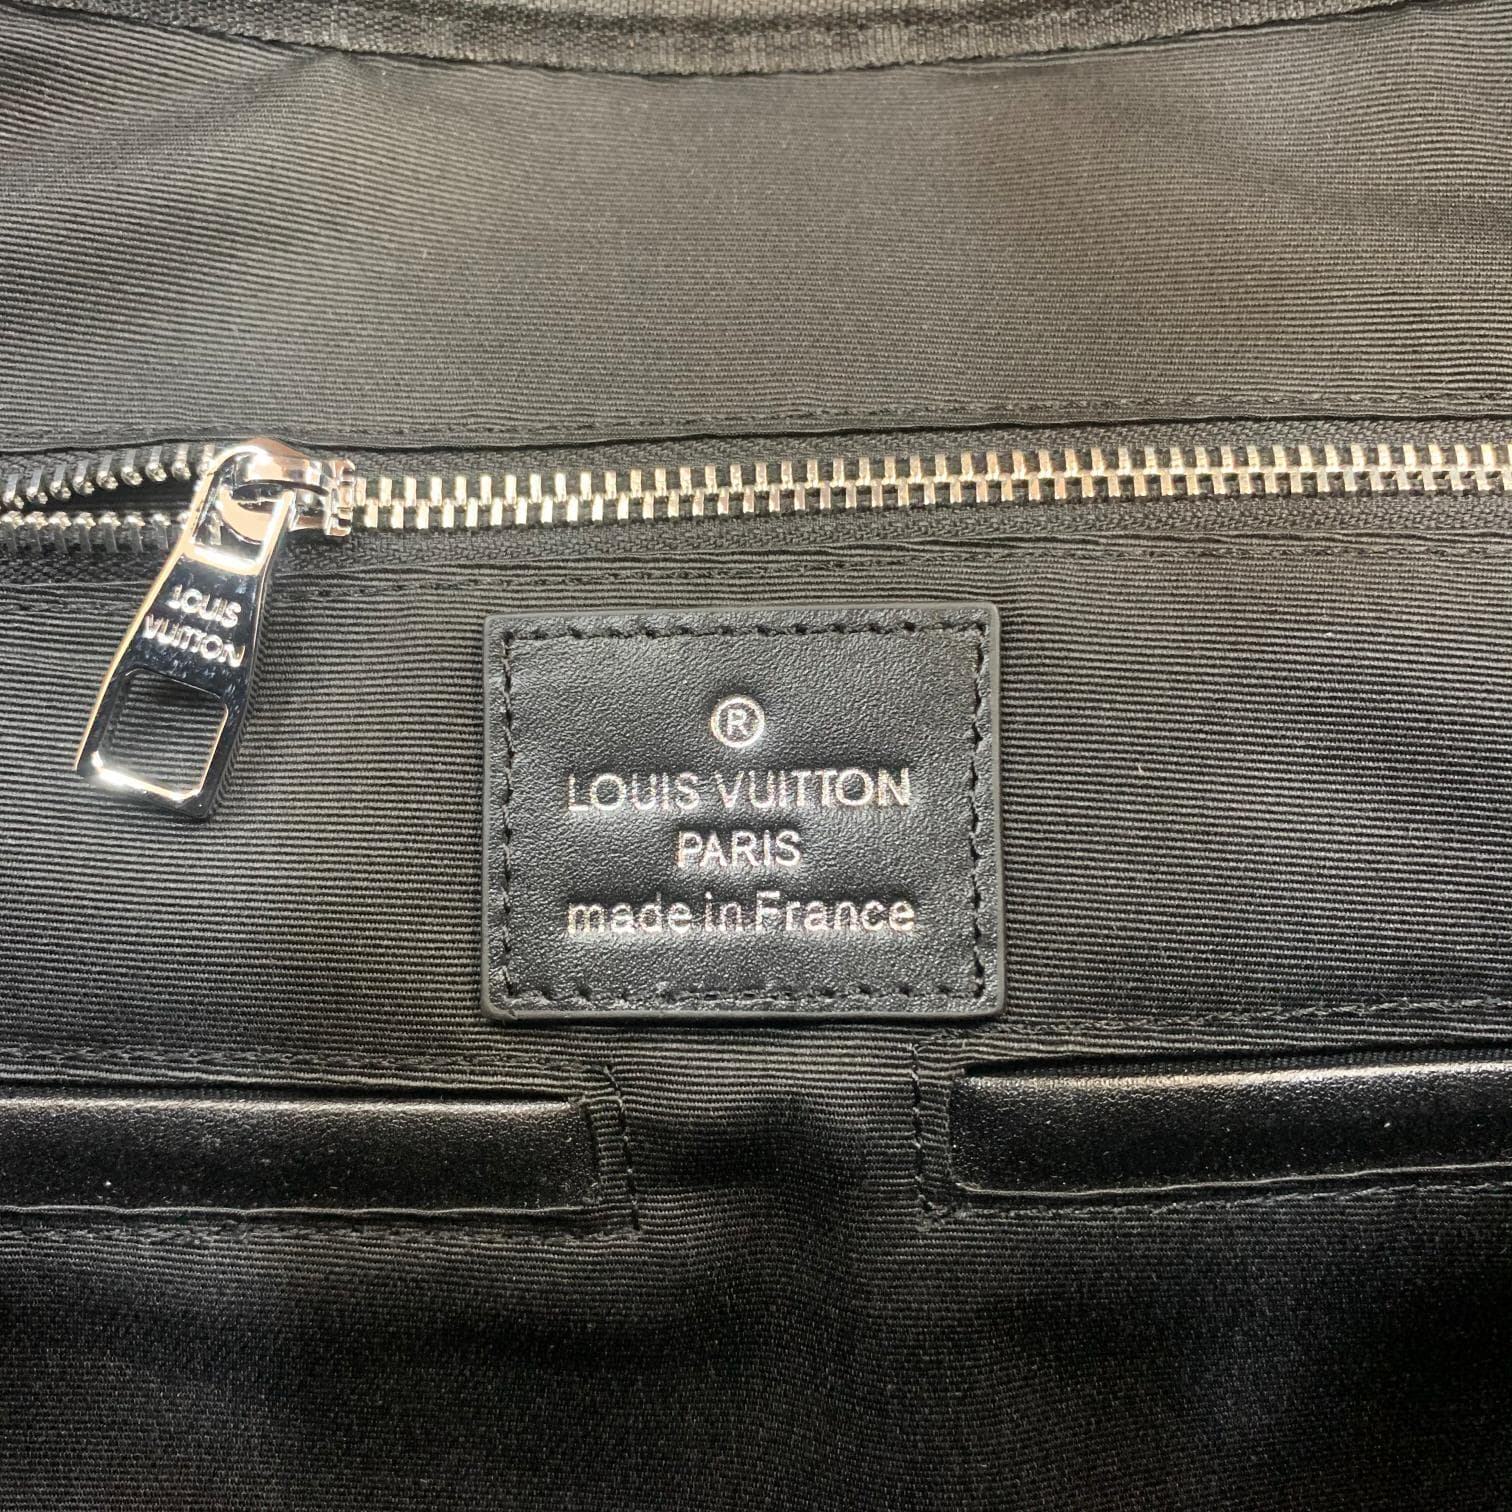 LOUIS
VUITTON
®
LOUIS VUITTON
PARIS
made in France